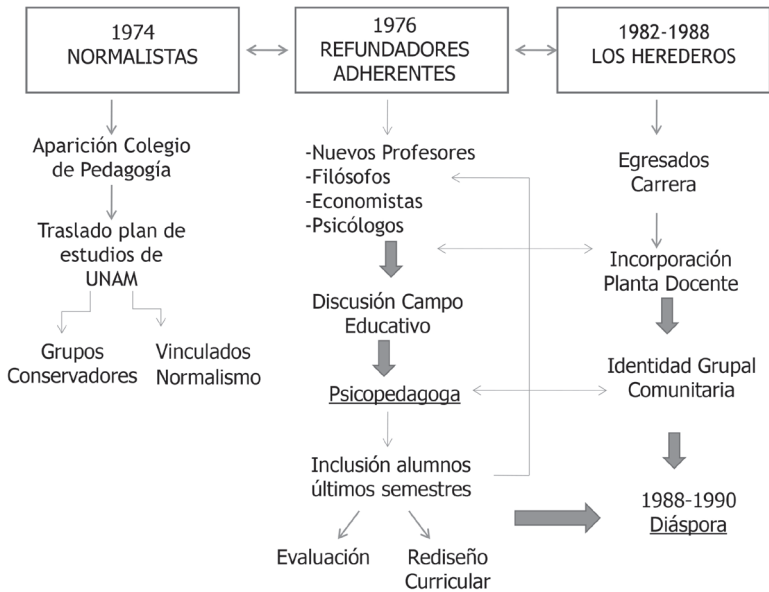 1974
NORMALISTAS
Aparición Colegio
de Pedagogía
Traslado plan de
estudios de
UNAM
Grupos
Conservadores
Vinculados
Normalismo
1976
REFUNDADORES
ADHERENTES
-Nuevos Profesores
-Filósofos
-Economistas
-Psicólogos
Discusión Campo
Educativo
Psicopedagoga
Inclusión alumnos
últimos semestres
Evaluación
Rediseño
Curricular
1982-1988
LOS HEREDEROS
Egresados
Carrera
Incorporación
Planta Docente
Identidad Grupal
Comunitaria
1988-1990
Diáspora